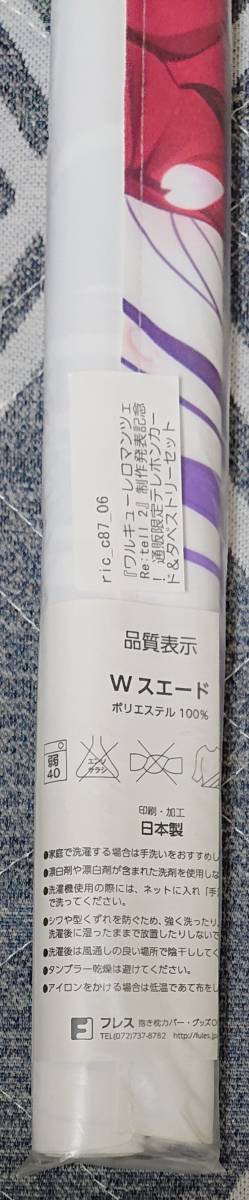 ric_c87_06
『ワルキューレロマンツェ
Re:tell 2』制作発表記念
！通販限定テレホンカー
ド＆タペストリーセット
品質表示
Wスエード
ポリエステル 100%
弱
40
エンソ
サラシ
印刷・加工
日本製
●家庭で洗濯する場合は手洗いをおすすめし
●漂白剤や漂白剤が含まれた洗剤を使用しな
●洗濯機使用の際には、ネットに入れ「手
で洗ってください。
●シワや型くずれを防ぐため、強く洗ったり、
洗濯後に湿ったままで放置したりしないで
●洗濯後は風通しの良い場所で陰干ししてく
●タンブラー乾燥は避けてください。
●アイロンをかける場合は低温であて布をし
フレス 抱き枕カバー・グッズO
TEL(072)737-8762 http://fules.j